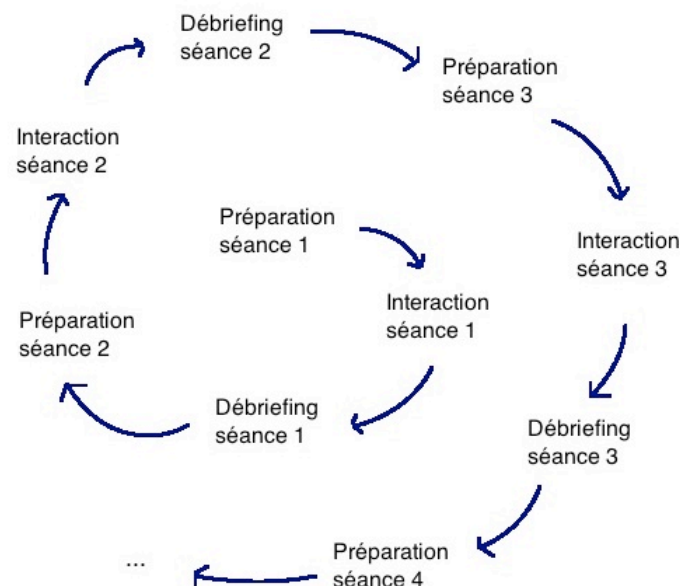 Préparation
séance 1
Interaction
séance 1
Débriefing
séance 1
Préparation
séance 2
Interaction
séance 2
Débriefing
séance 2
Préparation
séance 3
Interaction
séance 3
Débriefing
séance 3
Préparation
séance 4
...